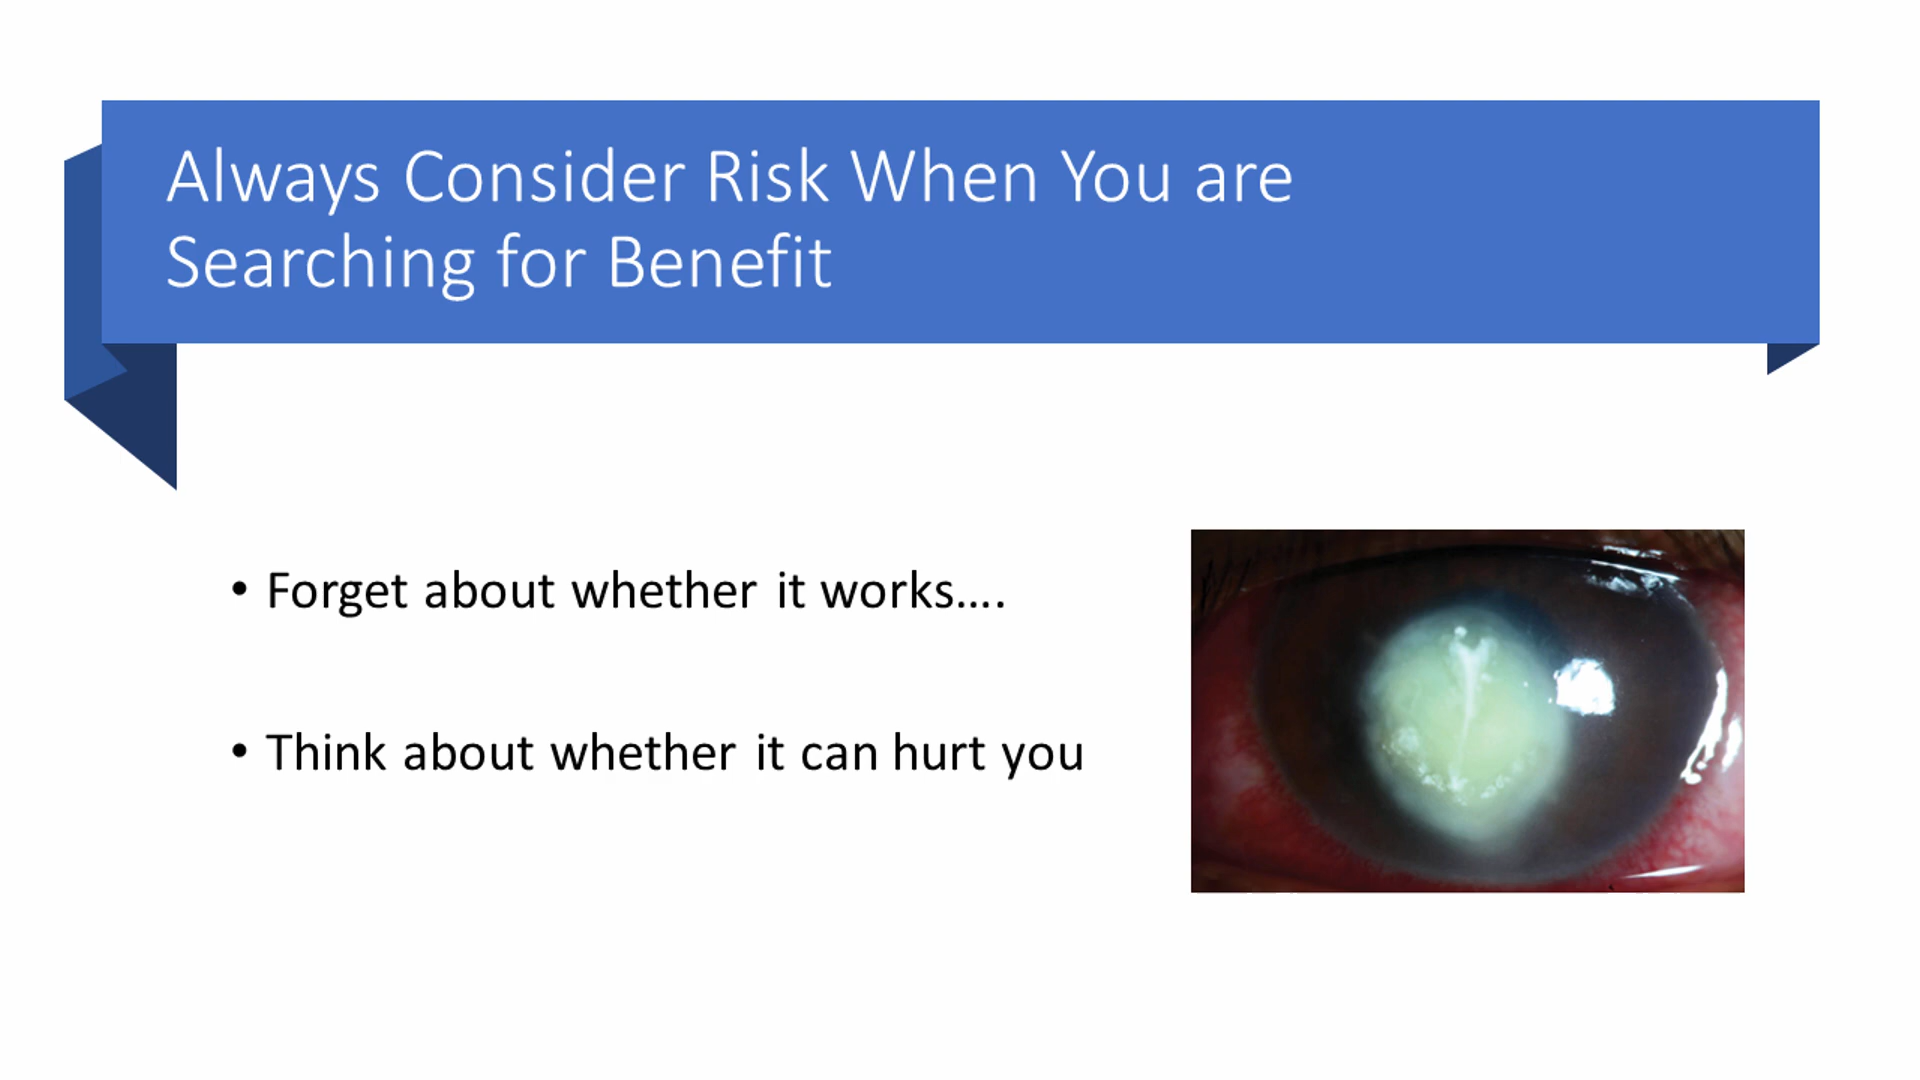 Always Consider Risk When You are
Searching for Benefit
• Forget about whether it works....
• Think about whether it can hurt you